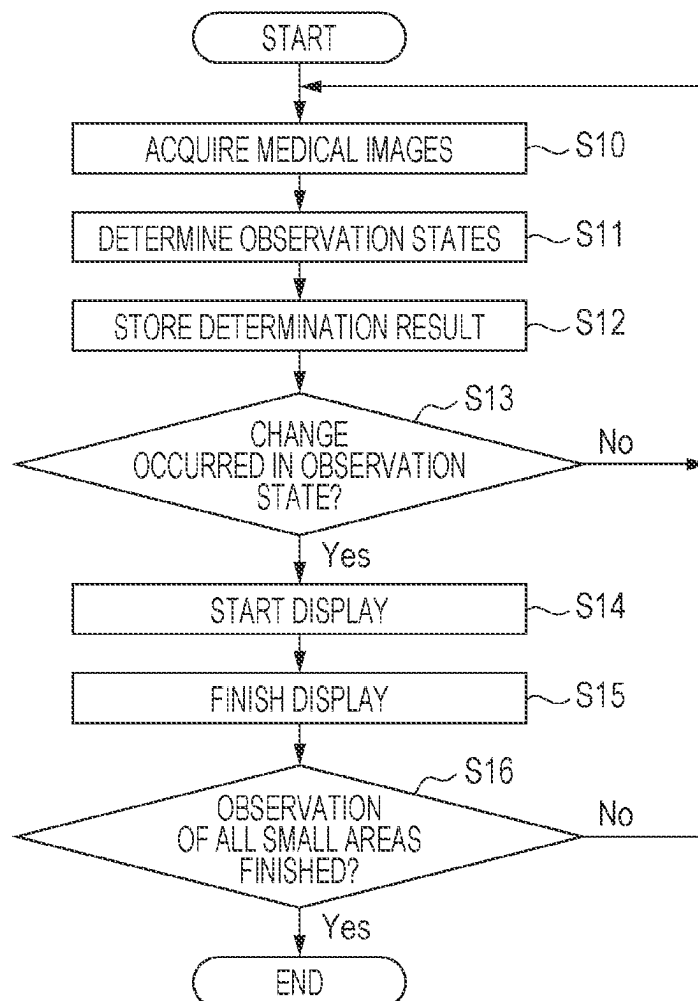 START
ACQUIRE MEDICAL IMAGES
S10
DETERMINE OBSERVATION STATES
S11
STORE DETERMINATION RESULT
S12
S13
CHANGE
OCCURRED IN OBSERVATION
STATE?
No
Yes
START DISPLAY
S14
FINISH DISPLAY
S15
S16
OBSERVATION
OF ALL SMALL AREAS
FINISHED?
No
Yes
END